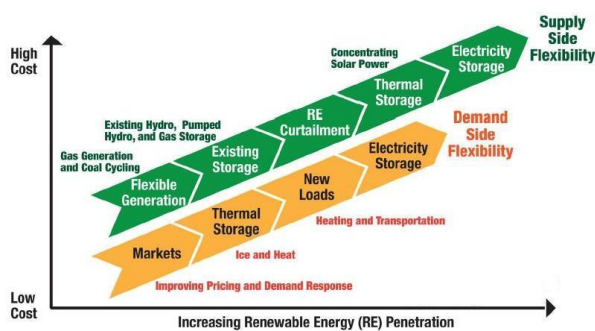 Supply
Side
Flexibility
High
Cost
Concentrating
Solar Power
Electricity
Storage
Thermal
Storage
Existing Hydro, Pumped
Hydro, and Gas Storage
RE
Curtailment
Demand
Side
Flexibility
Gas Generation
and Coal Cycling
Existing
Storage
Electricity
Storage
Flexible
Generation
New
Loads
Thermal
Storage
Heating and Transportation
Markets
Ice and Heat
Improving Pricing and Demand Response
Low
Cost
Increasing Renewable Energy (RE) Penetration